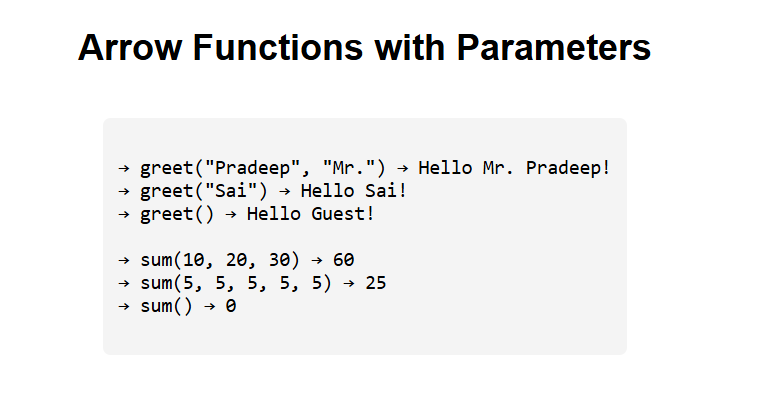 Arrow Functions with Parameters
→ greet("Pradeep", "Mr.") → Hello Mr. Pradeep!
→ greet("Sai") → Hello Sai!
→ greet() → Hello Guest!
→ sum(10, 20, 30) → 60
→ sum(5, 5, 5, 5, 5) → 25
→ sum() → 0